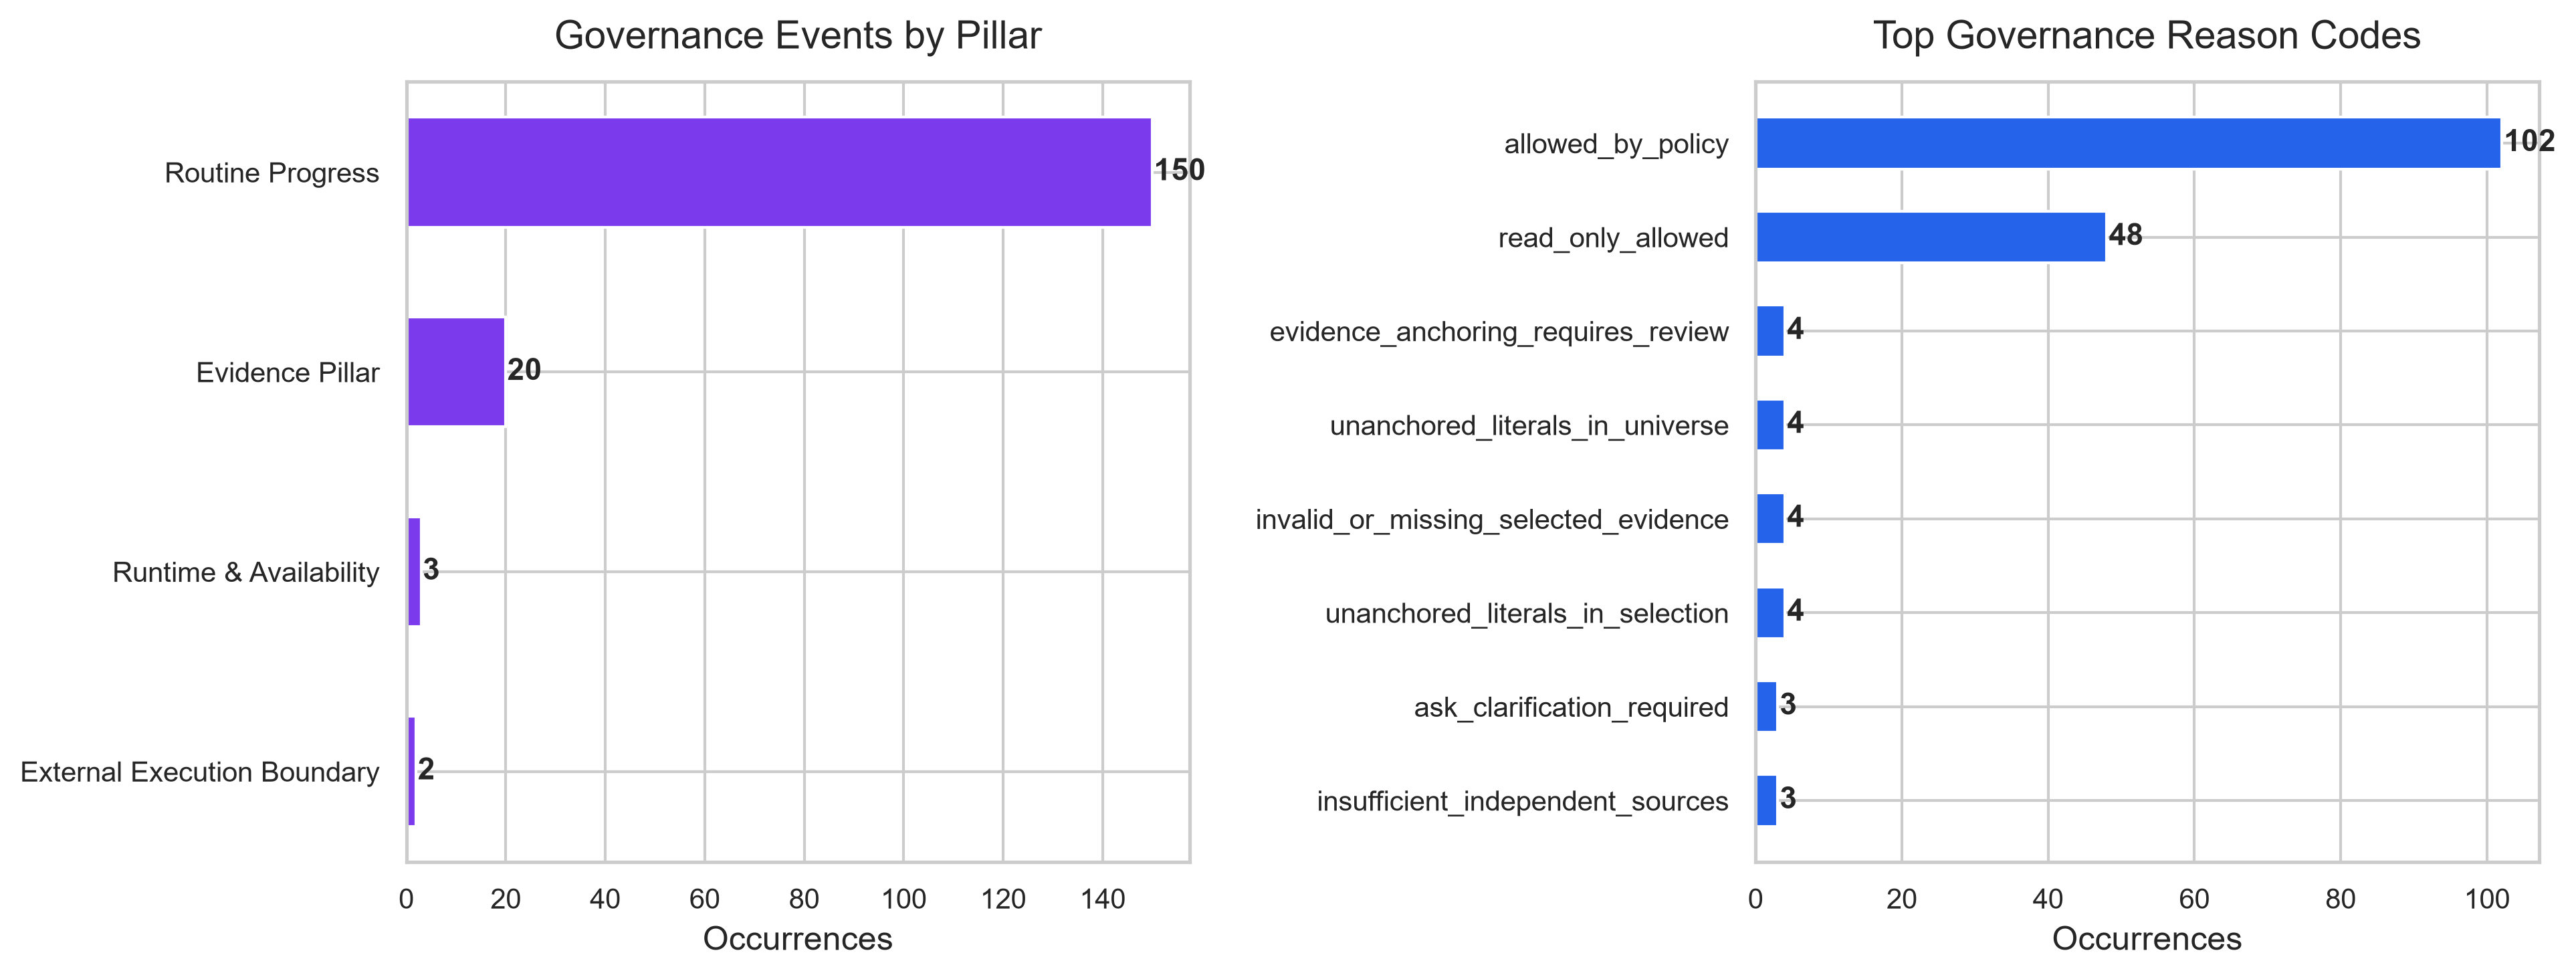 Governance Events by Pillar
Routine Progress
150
Evidence Pillar
20
Runtime & Availability
3
External Execution Boundary
2
0 20 40 60 80 100 120 140
Occurrences
Top Governance Reason Codes
allowed_by_policy
102
read_only_allowed
48
evidence_anchoring_requires_review
4
unanchored_literals_in_universe
4
invalid_or_missing_selected_evidence
4
unanchored_literals_in_selection
4
ask_clarification_required
3
insufficient_independent_sources
3
0 20 40 60 80 100
Occurrences